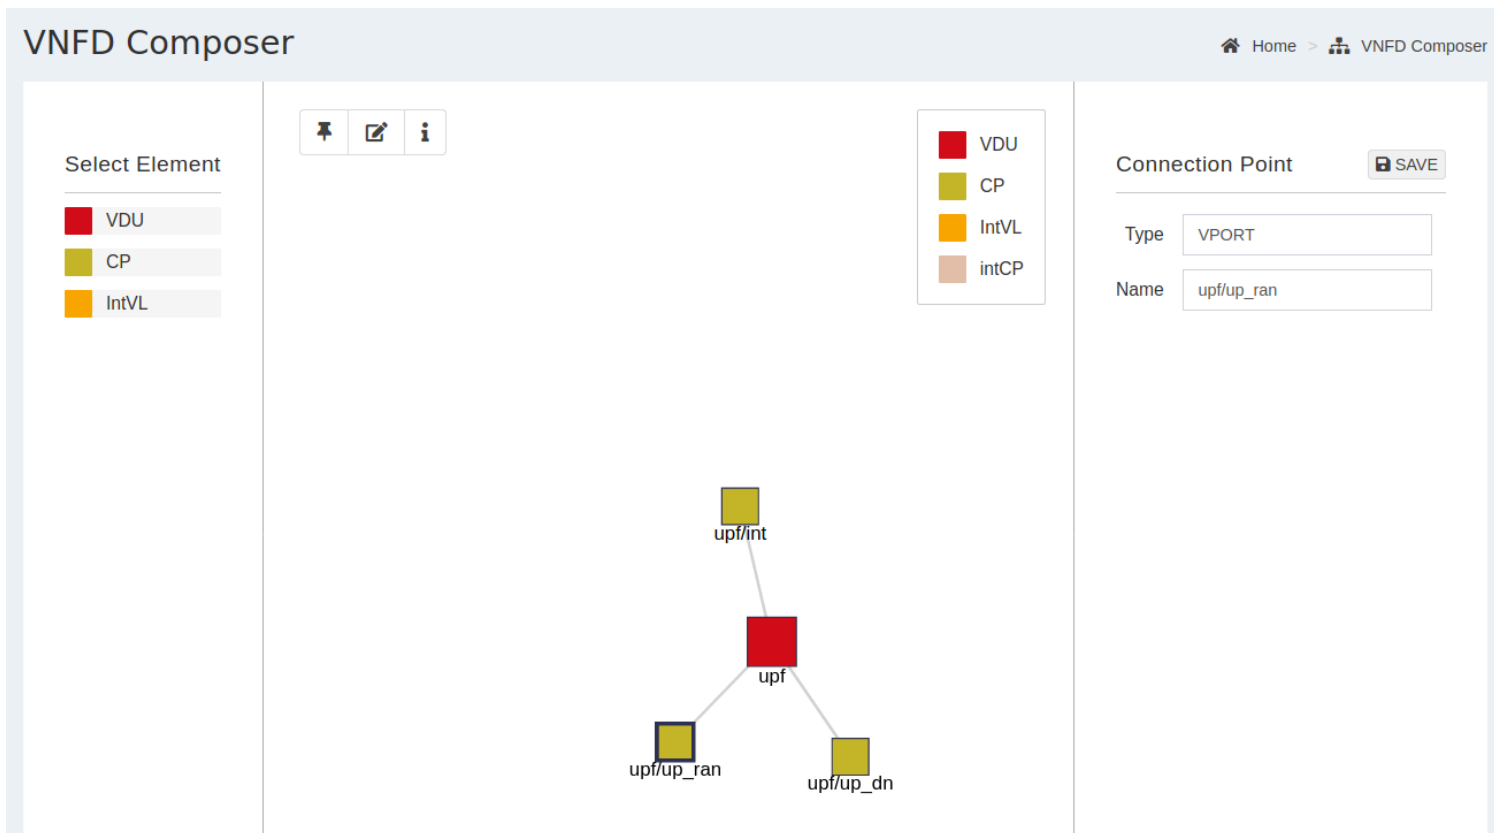 VNFD Composer
Home > VNFD Composer
Select Element
VDU
CP
IntVL
VDU
CP
IntVL
intCP
upf/int
upf
upf/up_ran
upf/up_dn
Connection Point
SAVE
Type VPORT
Name upf/up_ran